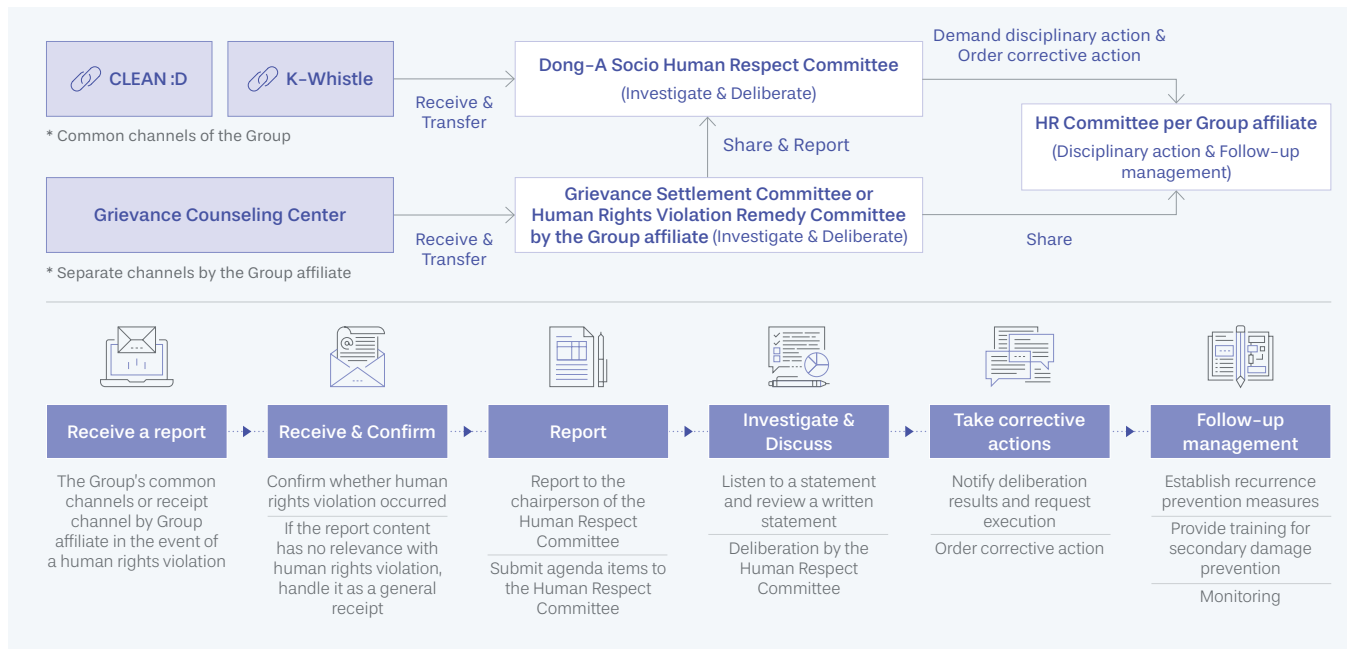 CLEAN :D
K-Whistle
* Common channels of the Group
Receive &
Transfer
Dong-A Socio Human Respect Committee
(Investigate & Deliberate)
Demand disciplinary action &
Order corrective action
HR Committee per Group affiliate
(Disciplinary action & Follow-up
management)
Share & Report
Grievance Counseling Center
* Separate channels by the Group affiliate
Receive &
Transfer
Grievance Settlement Committee or
Human Rights Violation Remedy Committee
by the Group affiliate (Investigate & Deliberate)
Share
Receive a report
The Group's common
channels or receipt
channel by Group
affiliate in the event of
a human rights violation
Receive & Confirm
Confirm whether human
rights violation occurred
If the report content
has no relevance with
human rights violation,
handle it as a general
receipt
Report
Report to the
chairperson of the
Human Respect
Committee
Submit agenda items to
the Human Respect
Committee
Investigate &
Discuss
Listen to a statement
and review a written
statement
Deliberation by the
Human Respect
Committee
Take corrective
actions
Notify deliberation
results and request
execution
Order corrective action
Follow-up
management
Establish recurrence
prevention measures
Provide training for
secondary damage
prevention
Monitoring